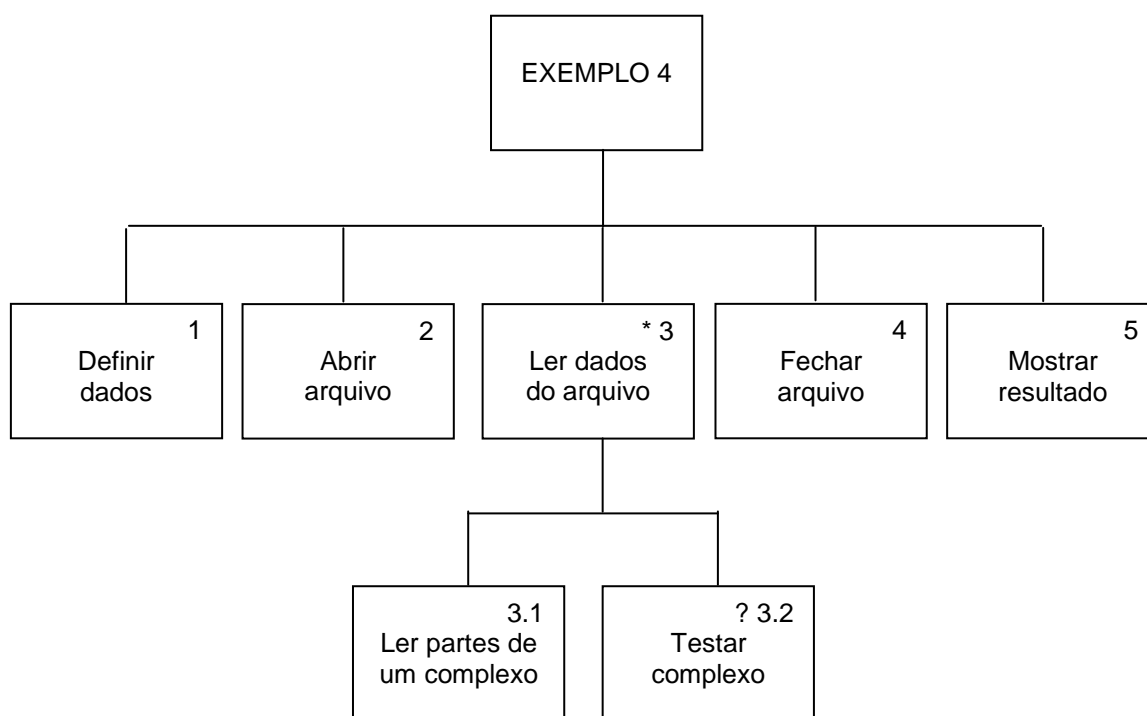 EXEMPLO 4
1
Definir
dados
2
Abrir
arquivo
* 3
Ler dados
do arquivo
4
Fechar
arquivo
5
Mostrar
resultado
3.1
Ler partes de
um complexo
? 3.2
Testar
complexo